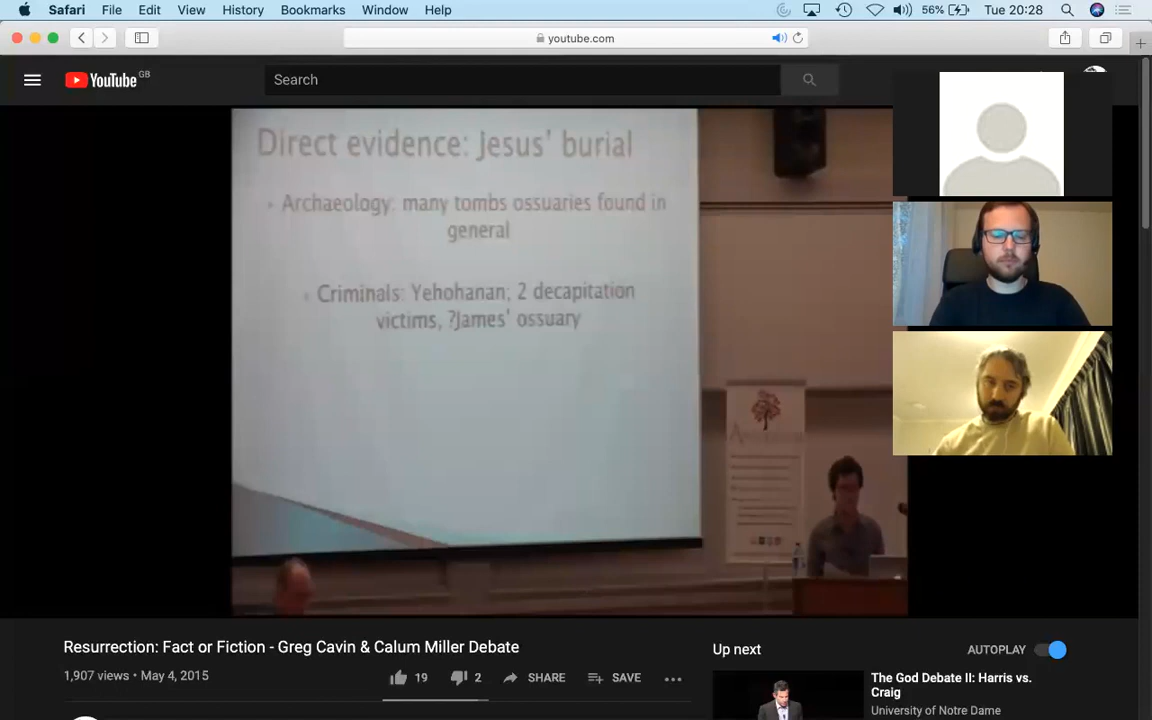 Safari File Edit View History Bookmarks Window Help 56% Tue 20:28
youtube.com
YouTube GB
Search
Direct evidence: Jesus' burial
Archaeology: many tombs ossuaries found in
general
Criminals: Yehohanan; 2 decapitation
victims, ?James' ossuary
Resurrection: Fact or Fiction - Greg Cavin & Calum Miller Debate
1,907 views • May 4, 2015
19 2 SHARE SAVE
Up next AUTOPLAY
The God Debate II: Harris vs.
Craig
University of Notre Dame